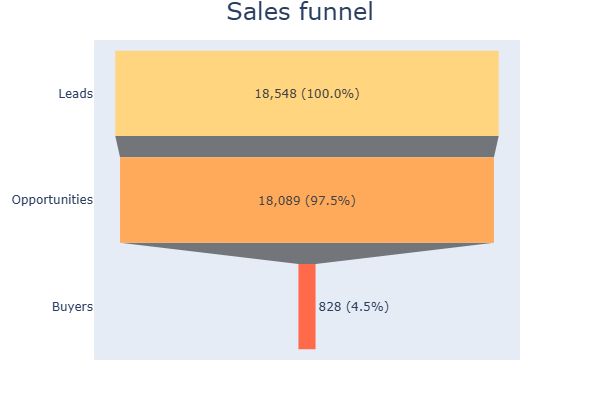 Sales funnel
Leads
18,548 (100.0%)
Opportunities
18,089 (97.5%)
Buyers
828 (4.5%)